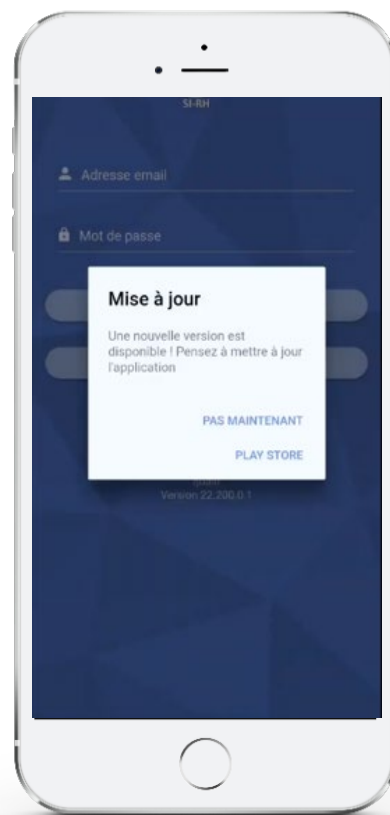 SI-RH
Adresse email
Mot de passe
Mise à jour
Une nouvelle version est
disponible ! Pensez à mettre à jour
l'application
PAS MAINTENANT
PLAY STORE
Version 22.200.0.1